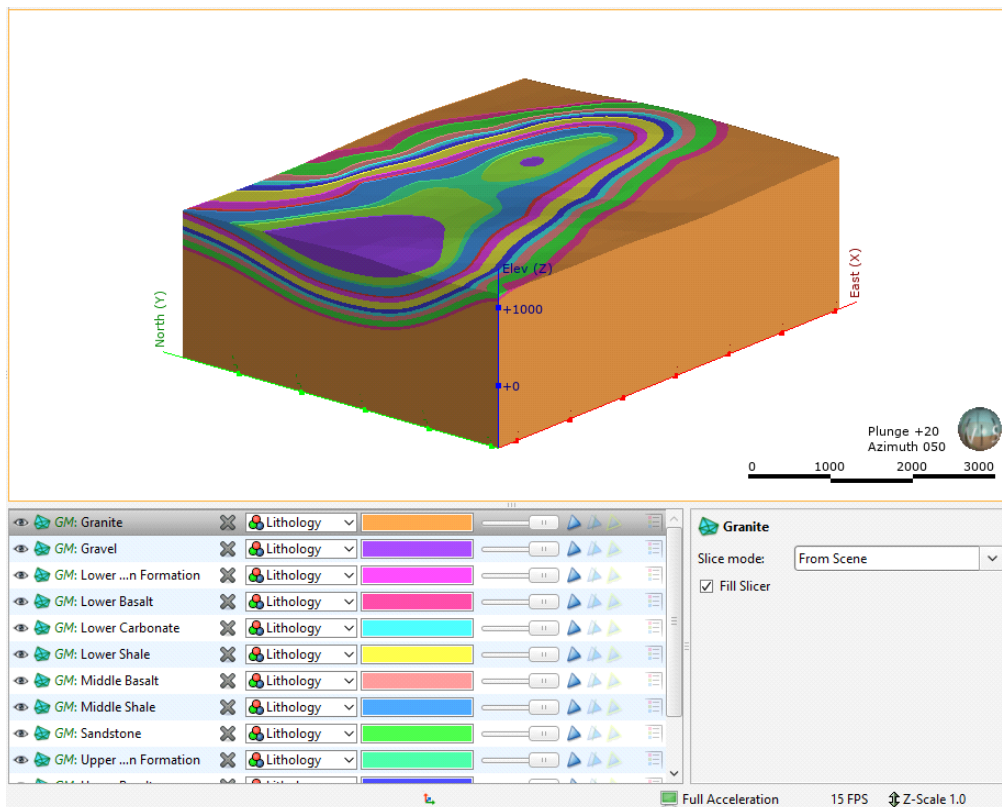 Elev (Z)
+1000
+0
North (Y)
East (X)
Plunge +20
Azimuth 050
0 1000 2000 3000
GM: Granite Lithology
GM: Gravel Lithology
GM: Lower ...n Formation Lithology
GM: Lower Basalt Lithology
GM: Lower Carbonate Lithology
GM: Lower Shale Lithology
GM: Middle Basalt Lithology
GM: Middle Shale Lithology
GM: Sandstone Lithology
GM: Upper ...n Formation Lithology
Granite
Slice mode: From Scene
Fill Slicer
Full Acceleration 15 FPS Z-Scale 1.0